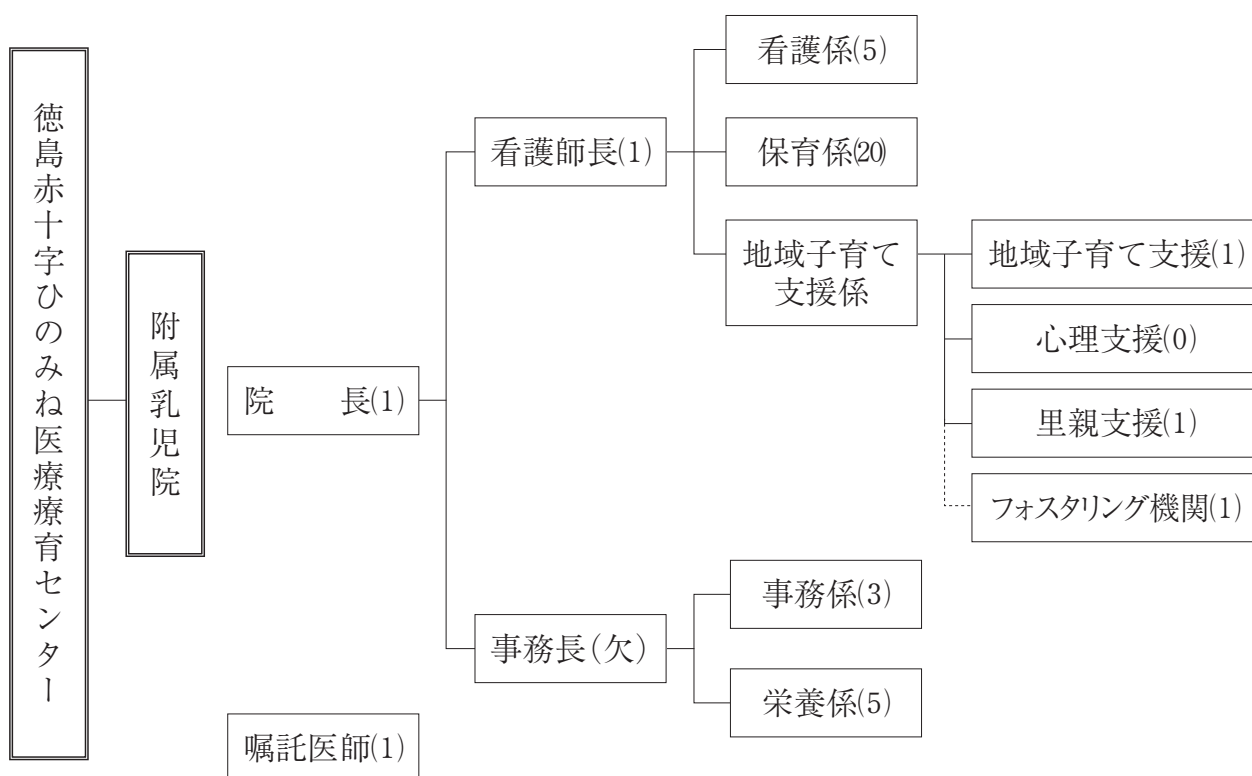 徳島赤十字ひのみね医療療育センター
附属乳児院
院　　長(1)
嘱託医師(1)
看護師長(1)
事務長(欠)
看護係(5)
保育係(20)
地域子育て
支援係
事務係(3)
栄養係(5)
地域子育て支援(1)
心理支援(0)
里親支援(1)
フォスタリング機関(1)